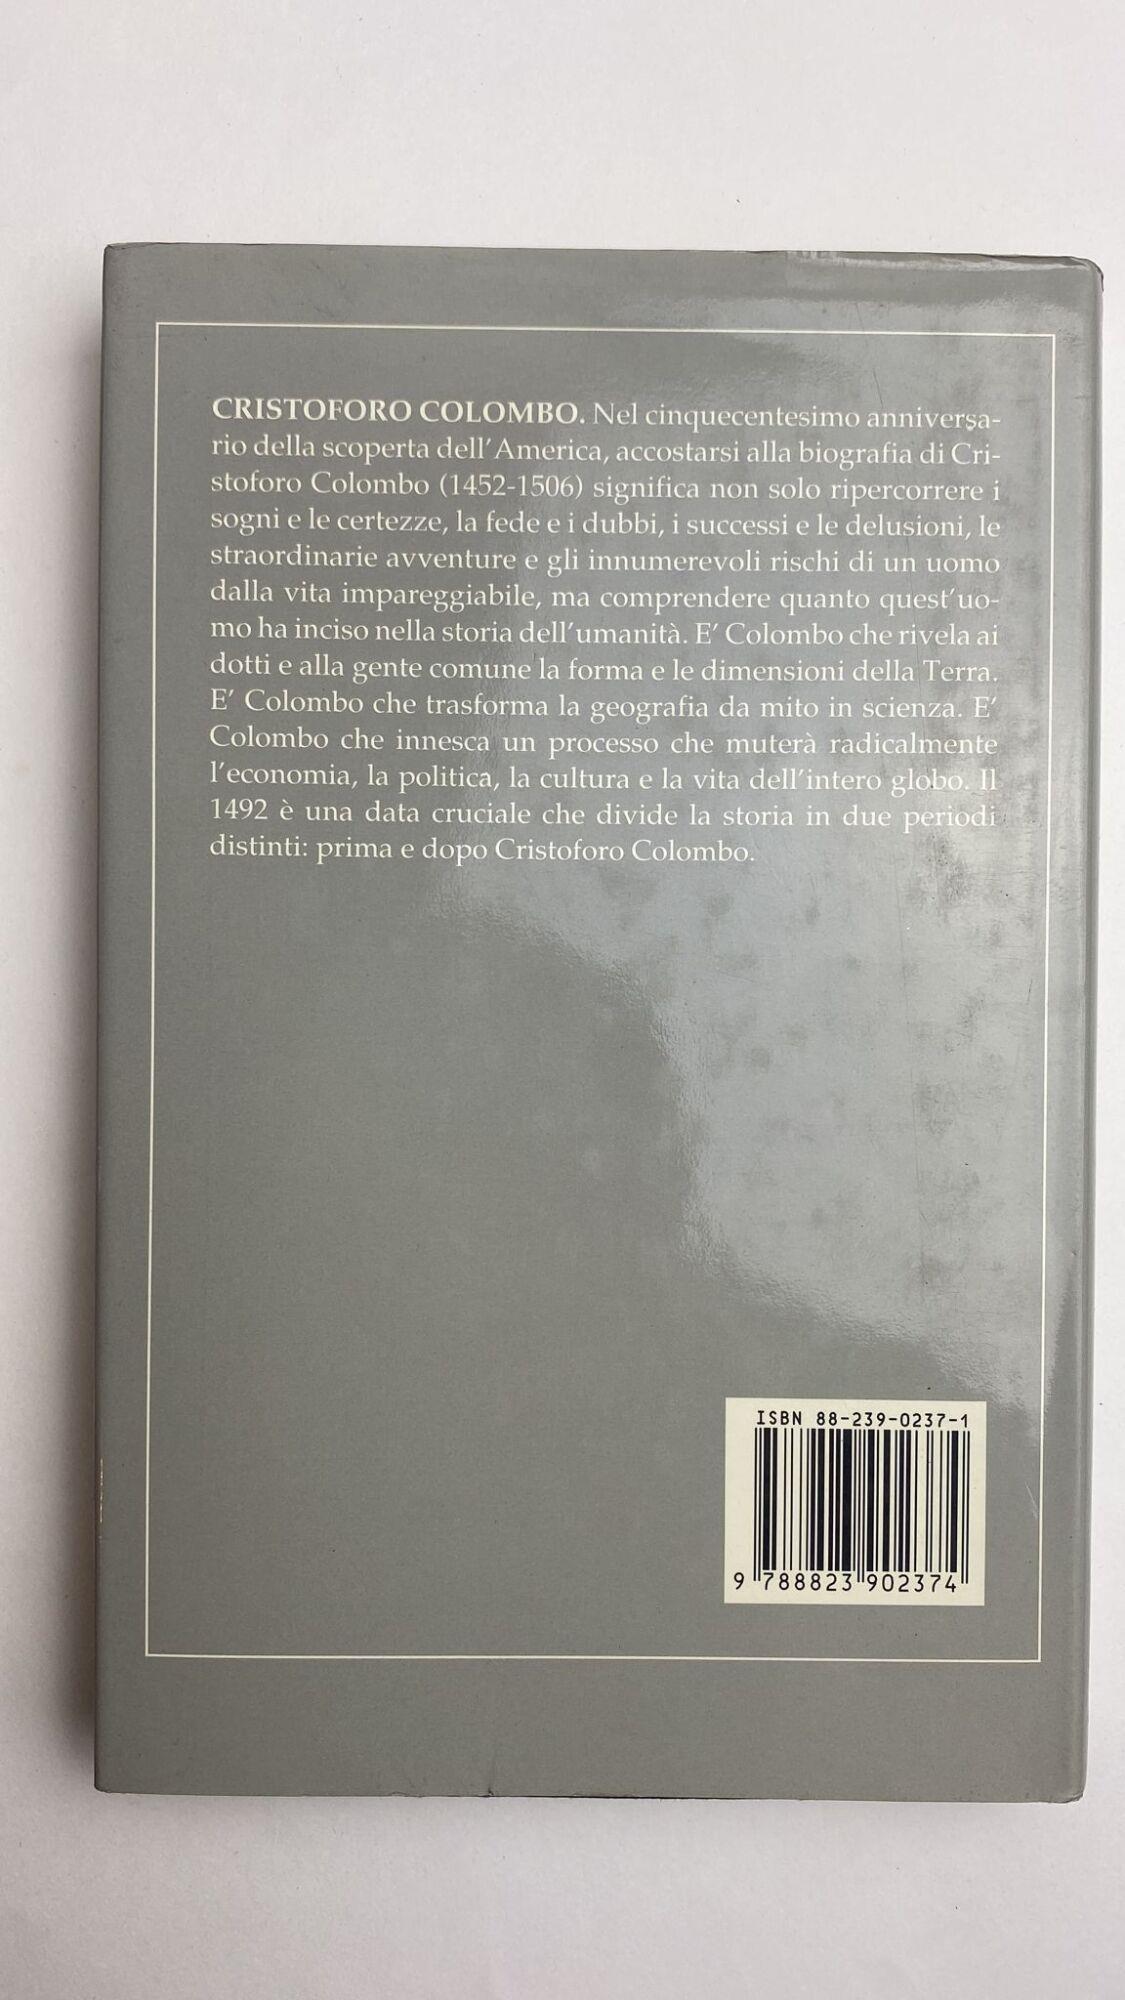 CRISTOFORO COLOMBO. Nel cinquecentesimo anniversa-
rio della scoperta dell'America, accostarsi alla biografia di Cri-
stoforo Colombo (1452-1506) significa non solo ripercorrere i
sogni e le certezze, la fede e i dubbi, i successi e le delusioni, le
straordinarie avventure e gli innumerevoli rischi di un uomo
dalla vita impareggiabile, ma comprendere quanto quest'uo-
mo ha inciso nella storia dell'umanità. E' Colombo che rivela ai
dotti e alla gente comune la forma e le dimensioni della Terra.
E' Colombo che trasforma la geografia da mito in scienza. E'
Colombo che innesca un processo che muterà radicalmente
l'economia, la politica, la cultura e la vita dell'intero globo. Il
1492 è una data cruciale che divide la storia in due periodi
distinti: prima e dopo Cristoforo Colombo.
ISBN 88-239-0237-1
9 788823 902374